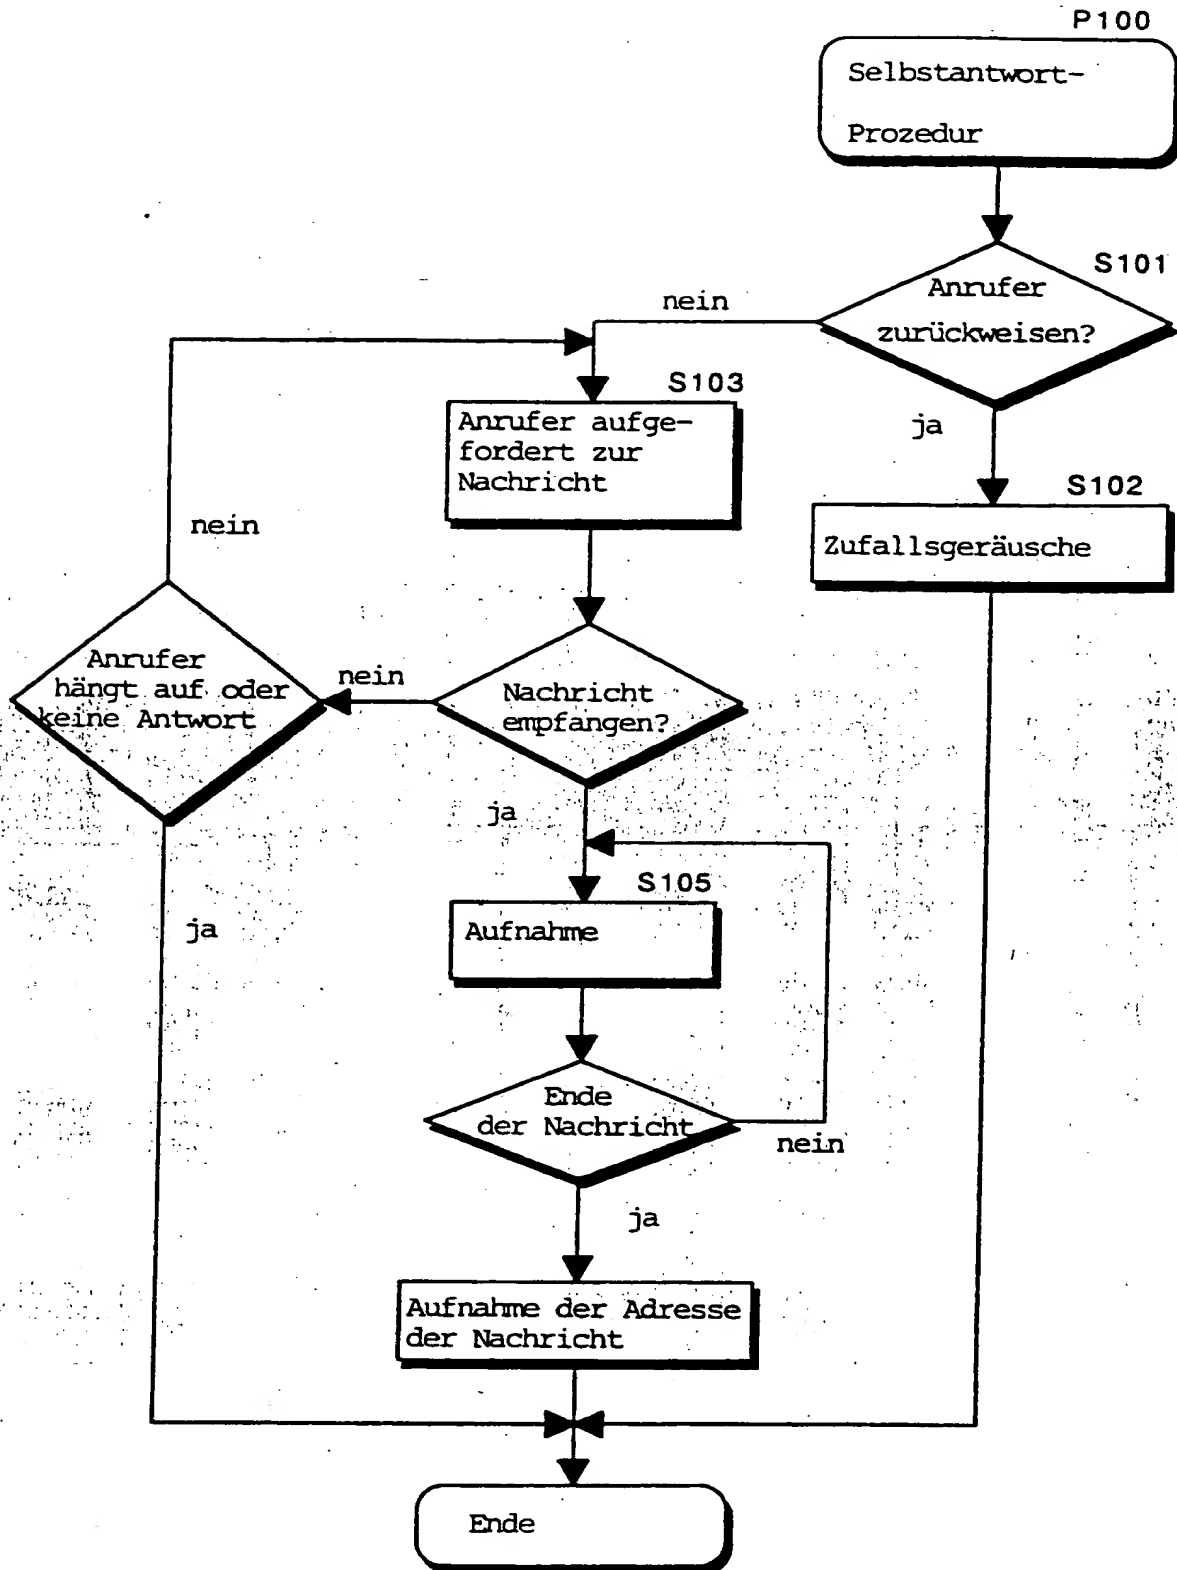 P100
Selbstantwort-
Prozedur
S101
Anrufer
zurückweisen?
nein
ja
S103
Anrufer aufge-
fordert zur
Nachricht
S102
Zufallsgeräusche
nein
Anrufer
hängt auf oder
keine Antwort
nein
Nachricht
empfangen?
ja
ja
S105
Aufnahme
Ende
der Nachricht
nein
ja
Aufnahme der Adresse
der Nachricht
Ende